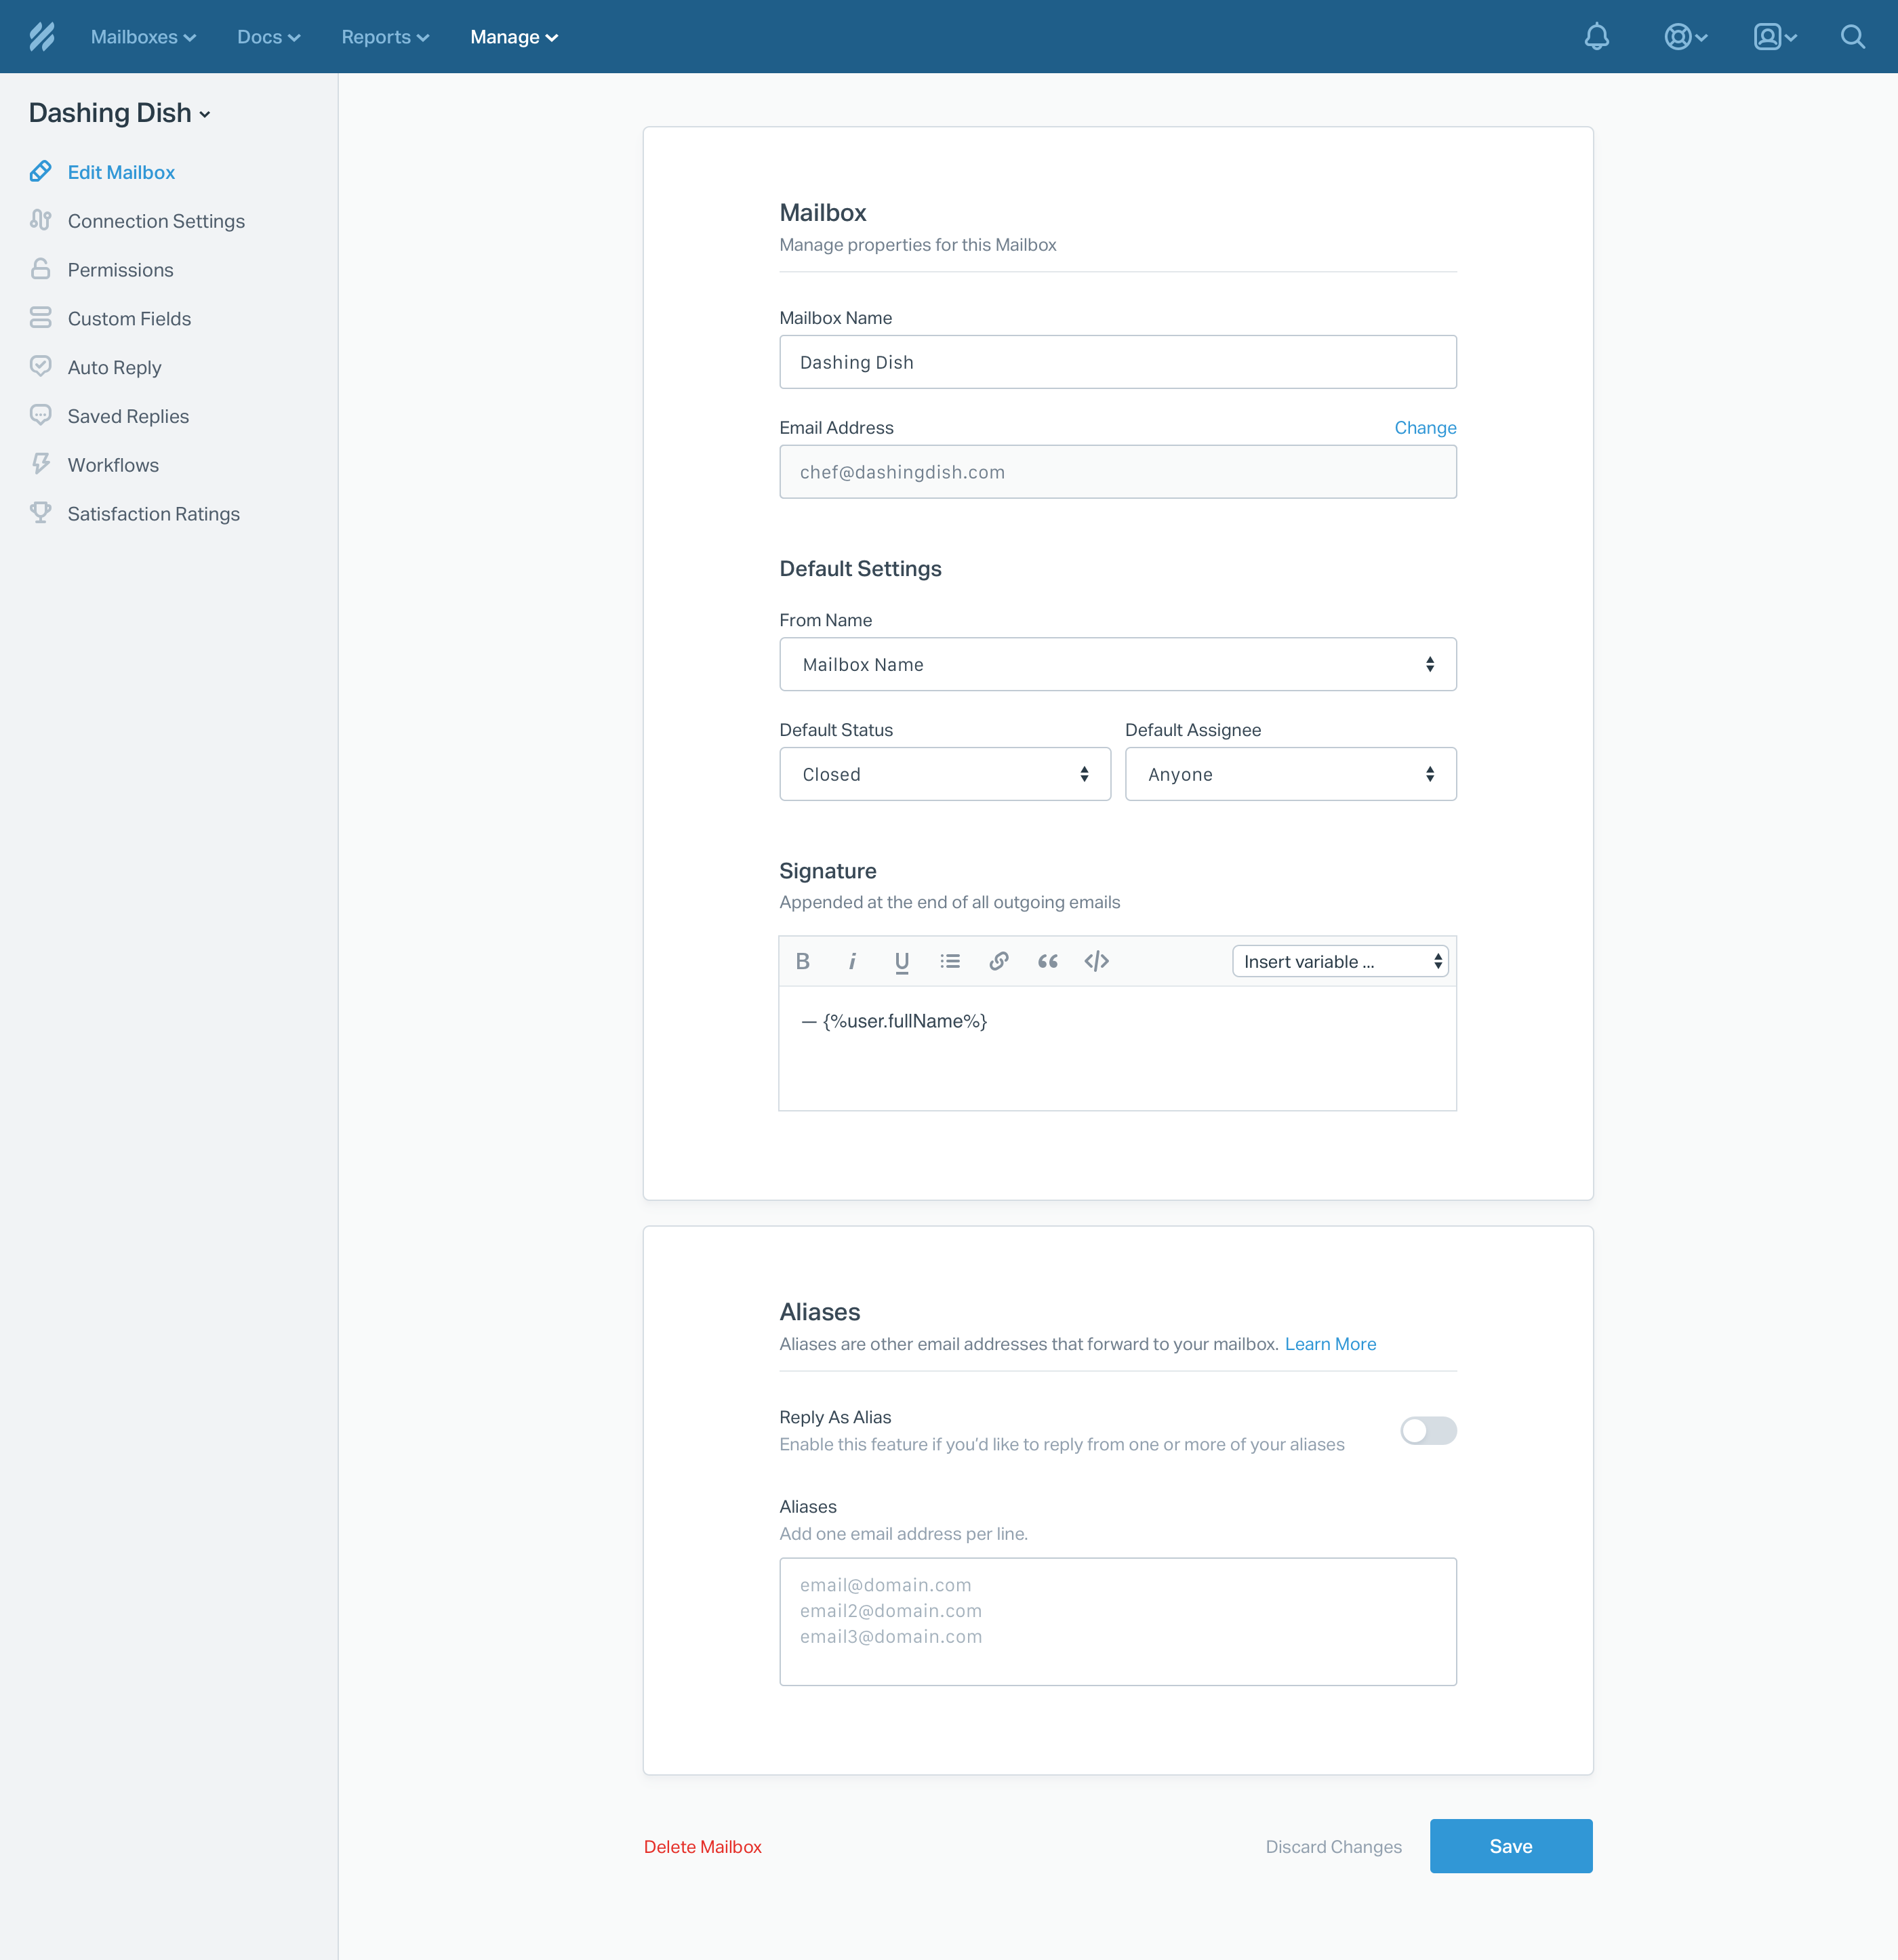 Mailboxes Docs Reports Manage
Dashing Dish
Edit Mailbox
Connection Settings
Permissions
Custom Fields
Auto Reply
Saved Replies
Workflows
Satisfaction Ratings
Mailbox
Manage properties for this Mailbox
Mailbox Name
Dashing Dish
Email Address Change
chef@dashingdish.com
Default Settings
From Name
Mailbox Name
Default Status Default Assignee
Closed Anyone
Signature
Appended at the end of all outgoing emails
B i U Insert variable ...
— {%user.fullName%}
Aliases
Aliases are other email addresses that forward to your mailbox. Learn More
Reply As Alias
Enable this feature if you’d like to reply from one or more of your aliases
Aliases
Add one email address per line.
email@domain.com
email2@domain.com
email3@domain.com
Delete Mailbox Discard Changes Save